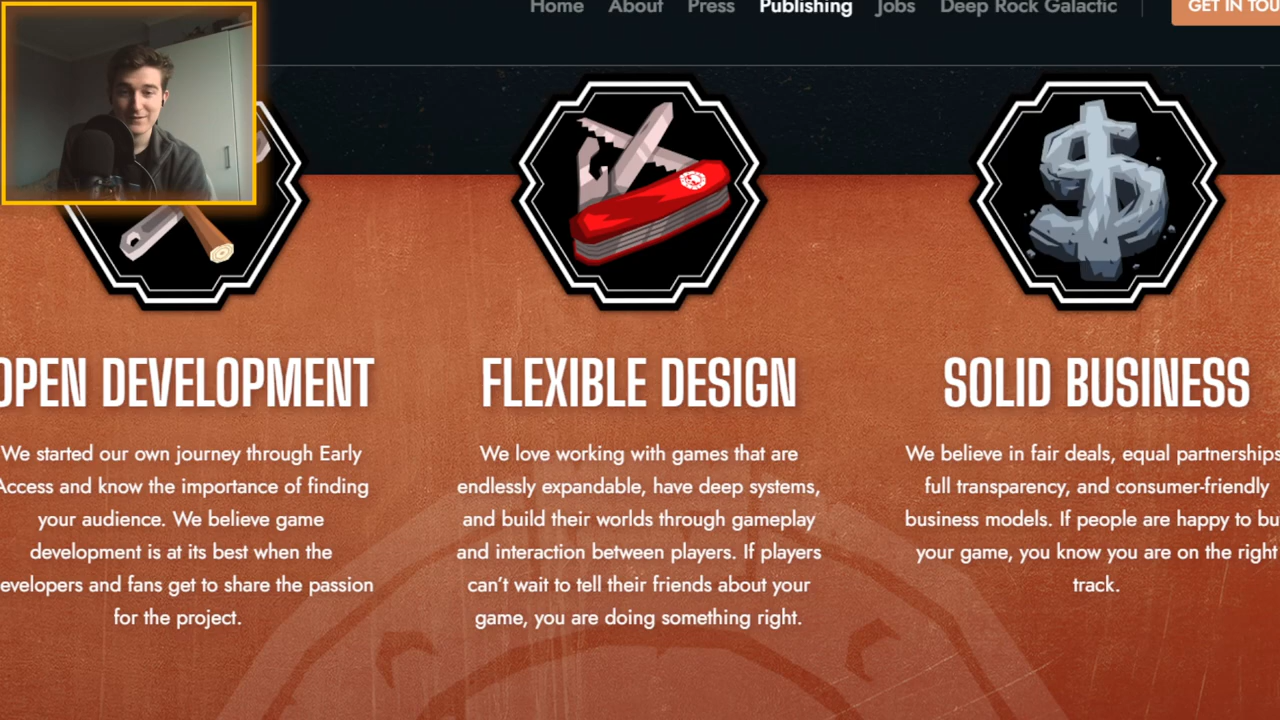 Home About Press Publishing Jobs Deep Rock Galactic GET IN TOU
OPEN DEVELOPMENT
We started our own journey through Early
Access and know the importance of finding
your audience. We believe game
development is at its best when the
evelopers and fans get to share the passion
for the project.
FLEXIBLE DESIGN
We love working with games that are
endlessly expandable, have deep systems,
and build their worlds through gameplay
and interaction between players. If players
can't wait to tell their friends about your
game, you are doing something right.
SOLID BUSINESS
We believe in fair deals, equal partnerships
full transparency, and consumer-friendly
business models. If people are happy to bu
your game, you know you are on the right
track.